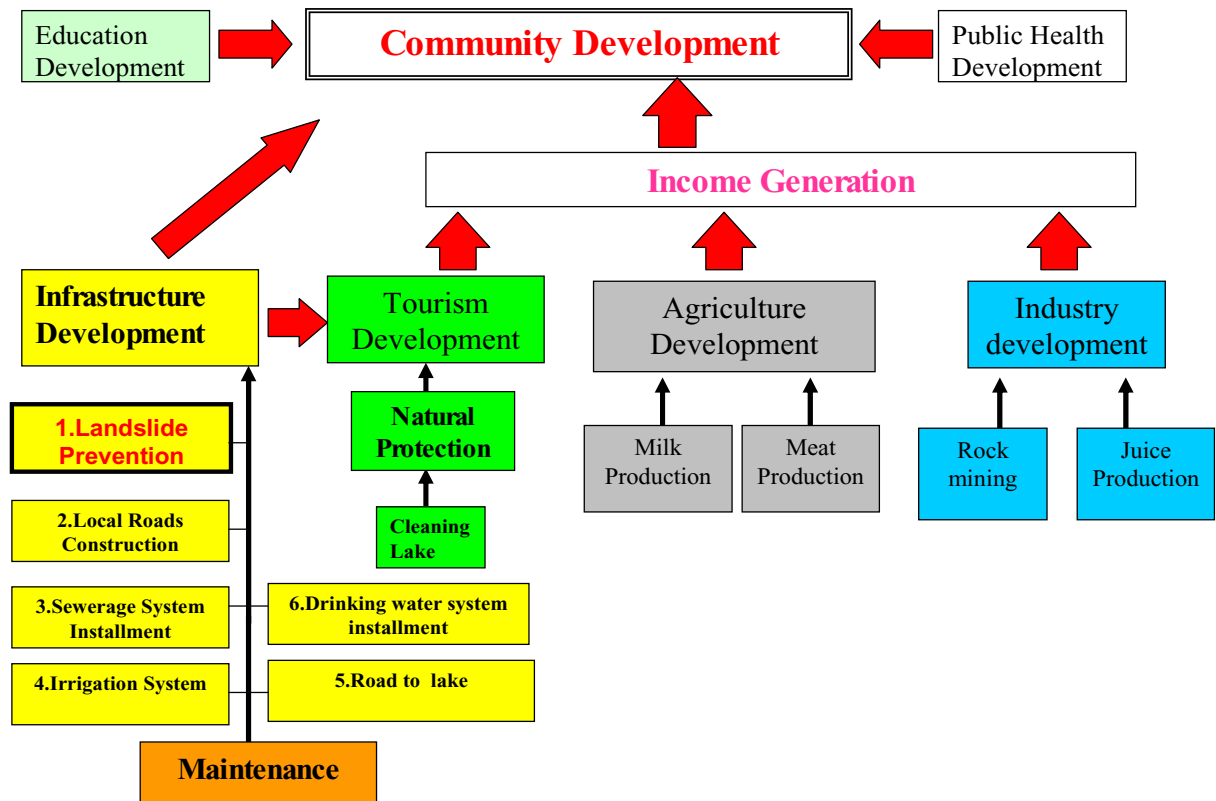 Education
Development
Community Development
Public Health
Development
Income Generation
Infrastructure
Development
Tourism
Development
Agriculture
Development
Industry
development
1.Landslide
Prevention
Natural
Protection
Milk
Production
Meat
Production
Rock
mining
Juice
Production
2.Local Roads
Construction
Cleaning
Lake
3.Sewerage System
Installment
6.Drinking water system
installment
4.Irrigation System
5.Road to lake
Maintenance